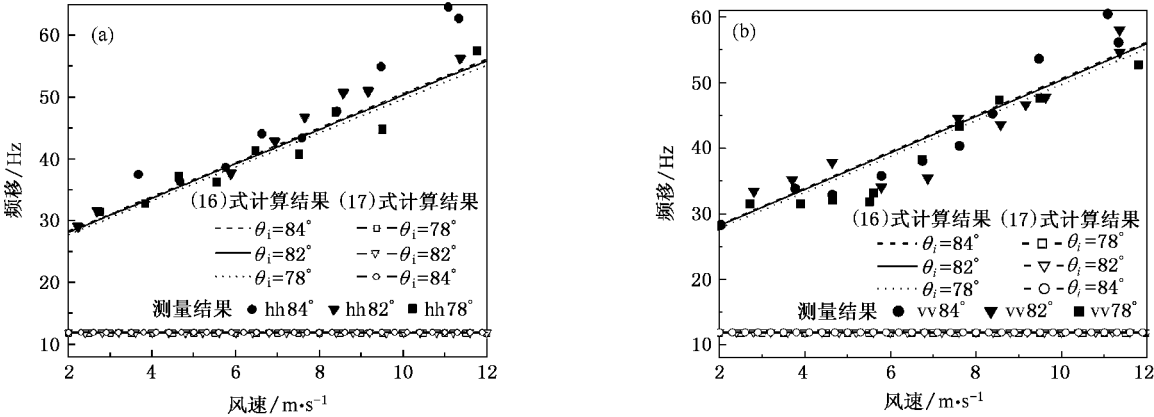 (a)
频移/Hz
60
50
40
30
20
10
(16)式计算结果 (17)式计算结果
θi=84° θi=78°
θi=82° θi=82°
θi=78° θi=84°
测量结果 hh84° hh82° hh78°
2 4 6 8 10 12
风速/m·s⁻¹
(b)
频移/Hz
60
50
40
30
20
10
(16)式计算结果 (17)式计算结果
θi=84° θi=78°
θi=82° θi=82°
θi=78° θi=84°
测量结果 vv84° vv82° vv78°
2 4 6 8 10 12
风速/m·s⁻¹